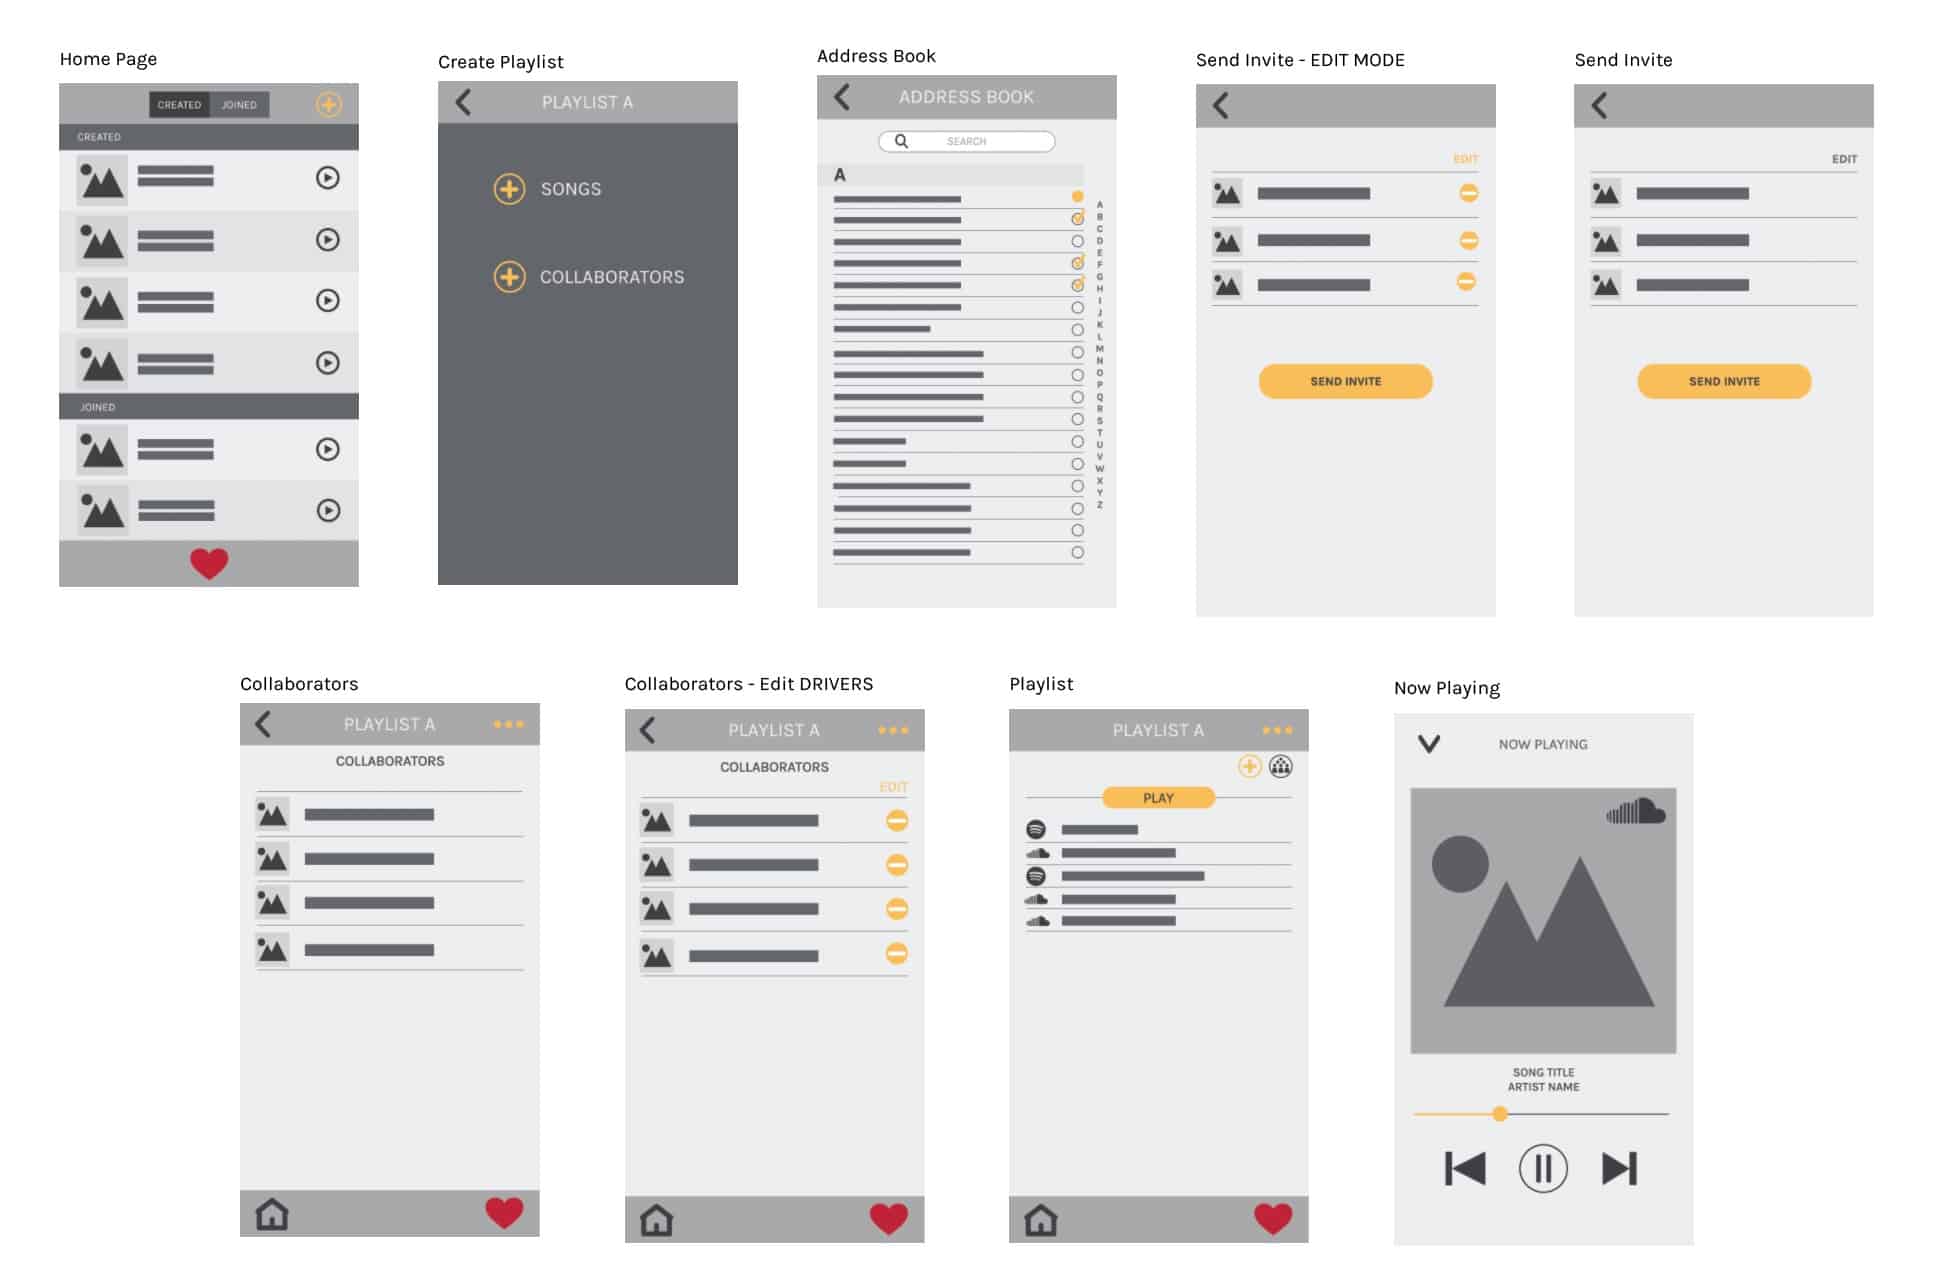 Home Page
CREATED JOINED
CREATED
JOINED
Create Playlist
PLAYLIST A
SONGS
COLLABORATORS
Address Book
ADDRESS BOOK
SEARCH
A
A
B
C
D
E
F
G
H
I
J
K
L
M
N
O
P
Q
R
S
T
U
V
W
X
Y
Z
Send Invite - EDIT MODE
EDIT
SEND INVITE
Send Invite
EDIT
SEND INVITE
Collaborators
PLAYLIST A
COLLABORATORS
Collaborators - Edit DRIVERS
PLAYLIST A
COLLABORATORS
EDIT
Playlist
PLAYLIST A
PLAY
Now Playing
NOW PLAYING
SONG TITLE
ARTIST NAME